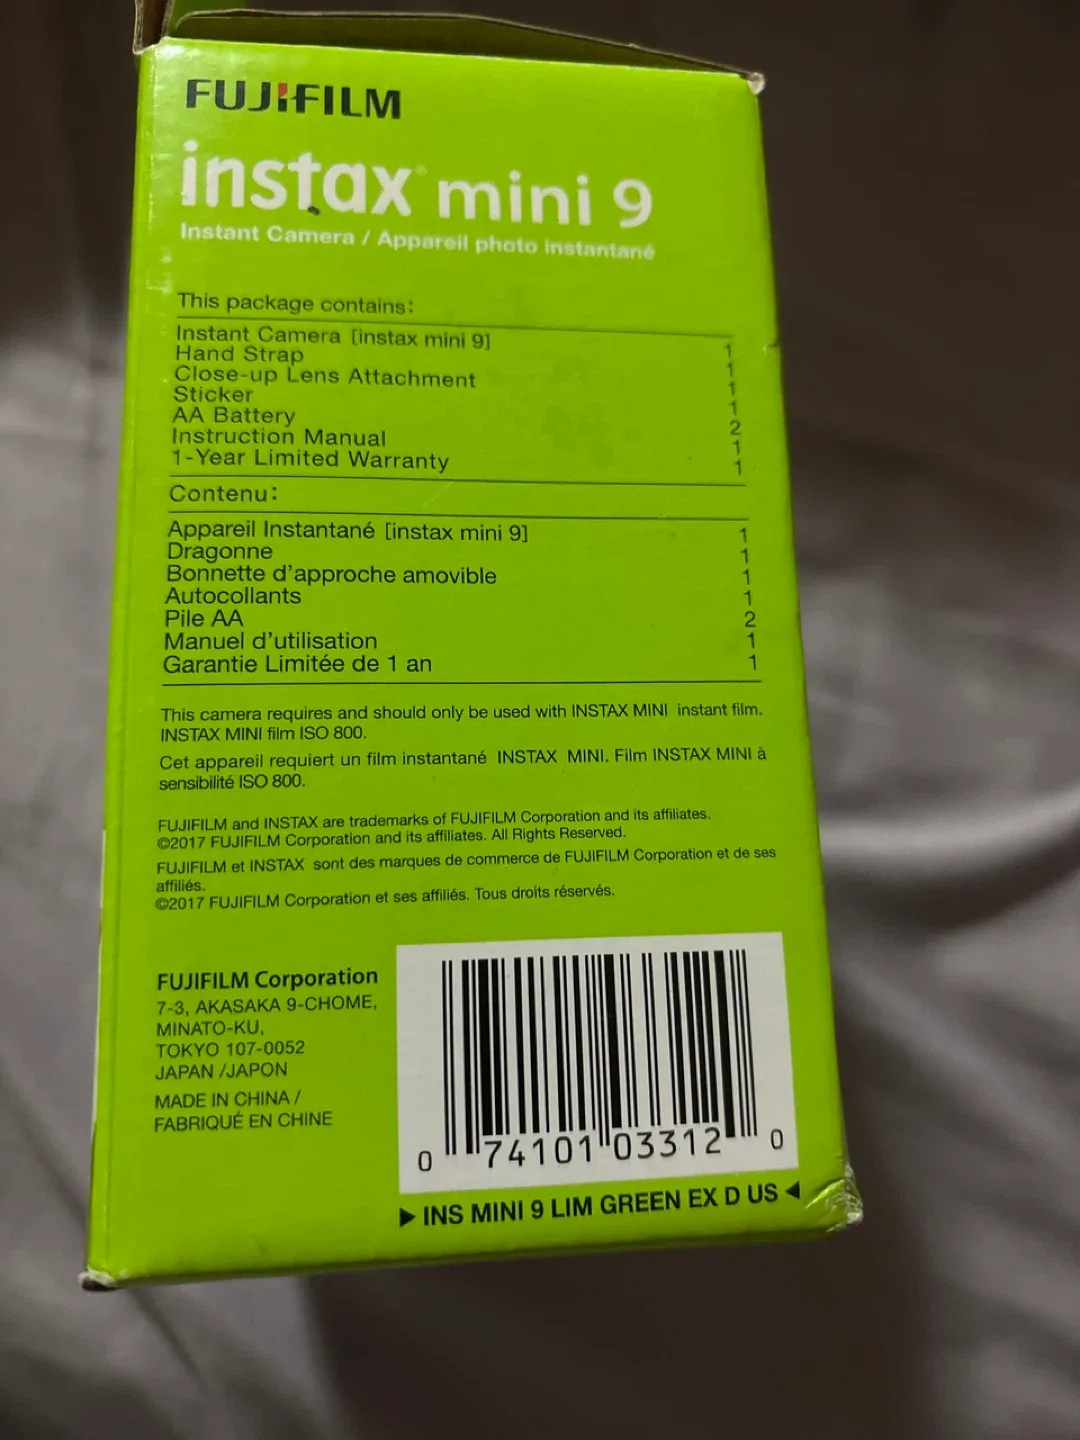 FUJIFILM
instax® mini 9
Instant Camera / Appareil photo instantané
This package contains:
Instant Camera [instax mini 9] 1
Hand Strap 1
Close-up Lens Attachment 1
Sticker 1
AA Battery 2
Instruction Manual 1
1-Year Limited Warranty 1
Contenu:
Appareil Instantané [instax mini 9] 1
Dragonne 1
Bonnette d'approche amovible 1
Autocollants 1
Pile AA 2
Manuel d'utilisation 1
Garantie Limitée de 1 an 1
This camera requires and should only be used with INSTAX MINI instant film.
INSTAX MINI film ISO 800.
Cet appareil requiert un film instantané INSTAX MINI. Film INSTAX MINI à
sensibilité ISO 800.
FUJIFILM and INSTAX are trademarks of FUJIFILM Corporation and its affiliates.
©2017 FUJIFILM Corporation and its affiliates. All Rights Reserved.
FUJIFILM et INSTAX sont des marques de commerce de FUJIFILM Corporation et de ses
affiliés.
©2017 FUJIFILM Corporation et ses affiliés. Tous droits réservés.
FUJIFILM Corporation
7-3, AKASAKA 9-CHOME,
MINATO-KU,
TOKYO 107-0052
JAPAN /JAPON
MADE IN CHINA /
FABRIQUÉ EN CHINE
0 74101 03312 0
▶ INS MINI 9 LIM GREEN EX D US ◀